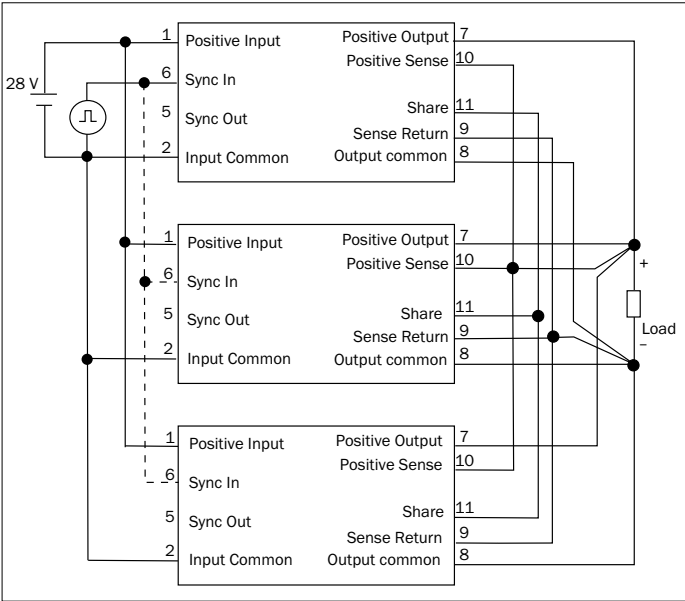 28 V
1 Positive Input
6 Sync In
5 Sync Out
2 Input Common
Positive Output 7
Positive Sense 10
Share 11
Sense Return 9
Output common 8
1 Positive Input
6 Sync In
5 Sync Out
2 Input Common
Positive Output 7
Positive Sense 10
Share 11
Sense Return 9
Output common 8
+
Load
–
1 Positive Input
6 Sync In
5 Sync Out
2 Input Common
Positive Output 7
Positive Sense 10
Share 11
Sense Return 9
Output common 8